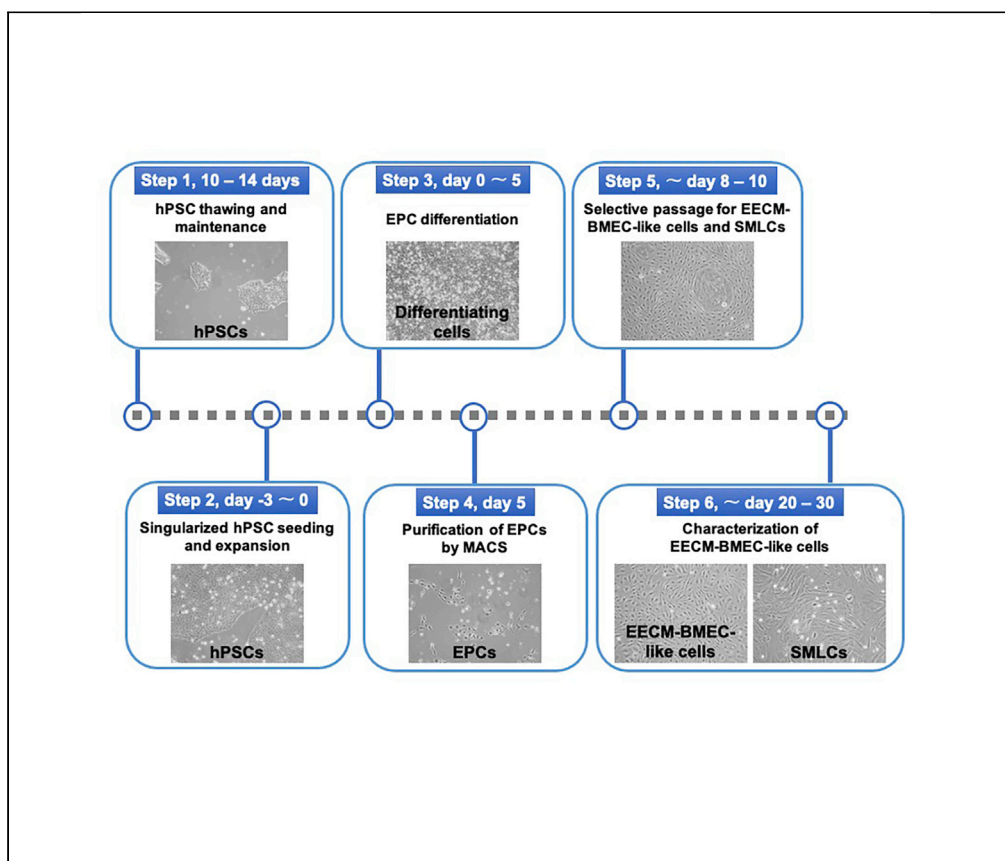 Step 1, 10 – 14 days
hPSC thawing and
maintenance
hPSCs
Step 2, day -3 ~ 0
Singularized hPSC seeding
and expansion
hPSCs
Step 3, day 0 ~ 5
EPC differentiation
Differentiating
cells
Step 4, day 5
Purification of EPCs
by MACS
EPCs
Step 5, ~ day 8 – 10
Selective passage for EECM-
BMEC-like cells and SMLCs
Step 6, ~ day 20 – 30
Characterization of
EECM-BMEC-like cells
EECM-BMEC-
like cells
SMLCs